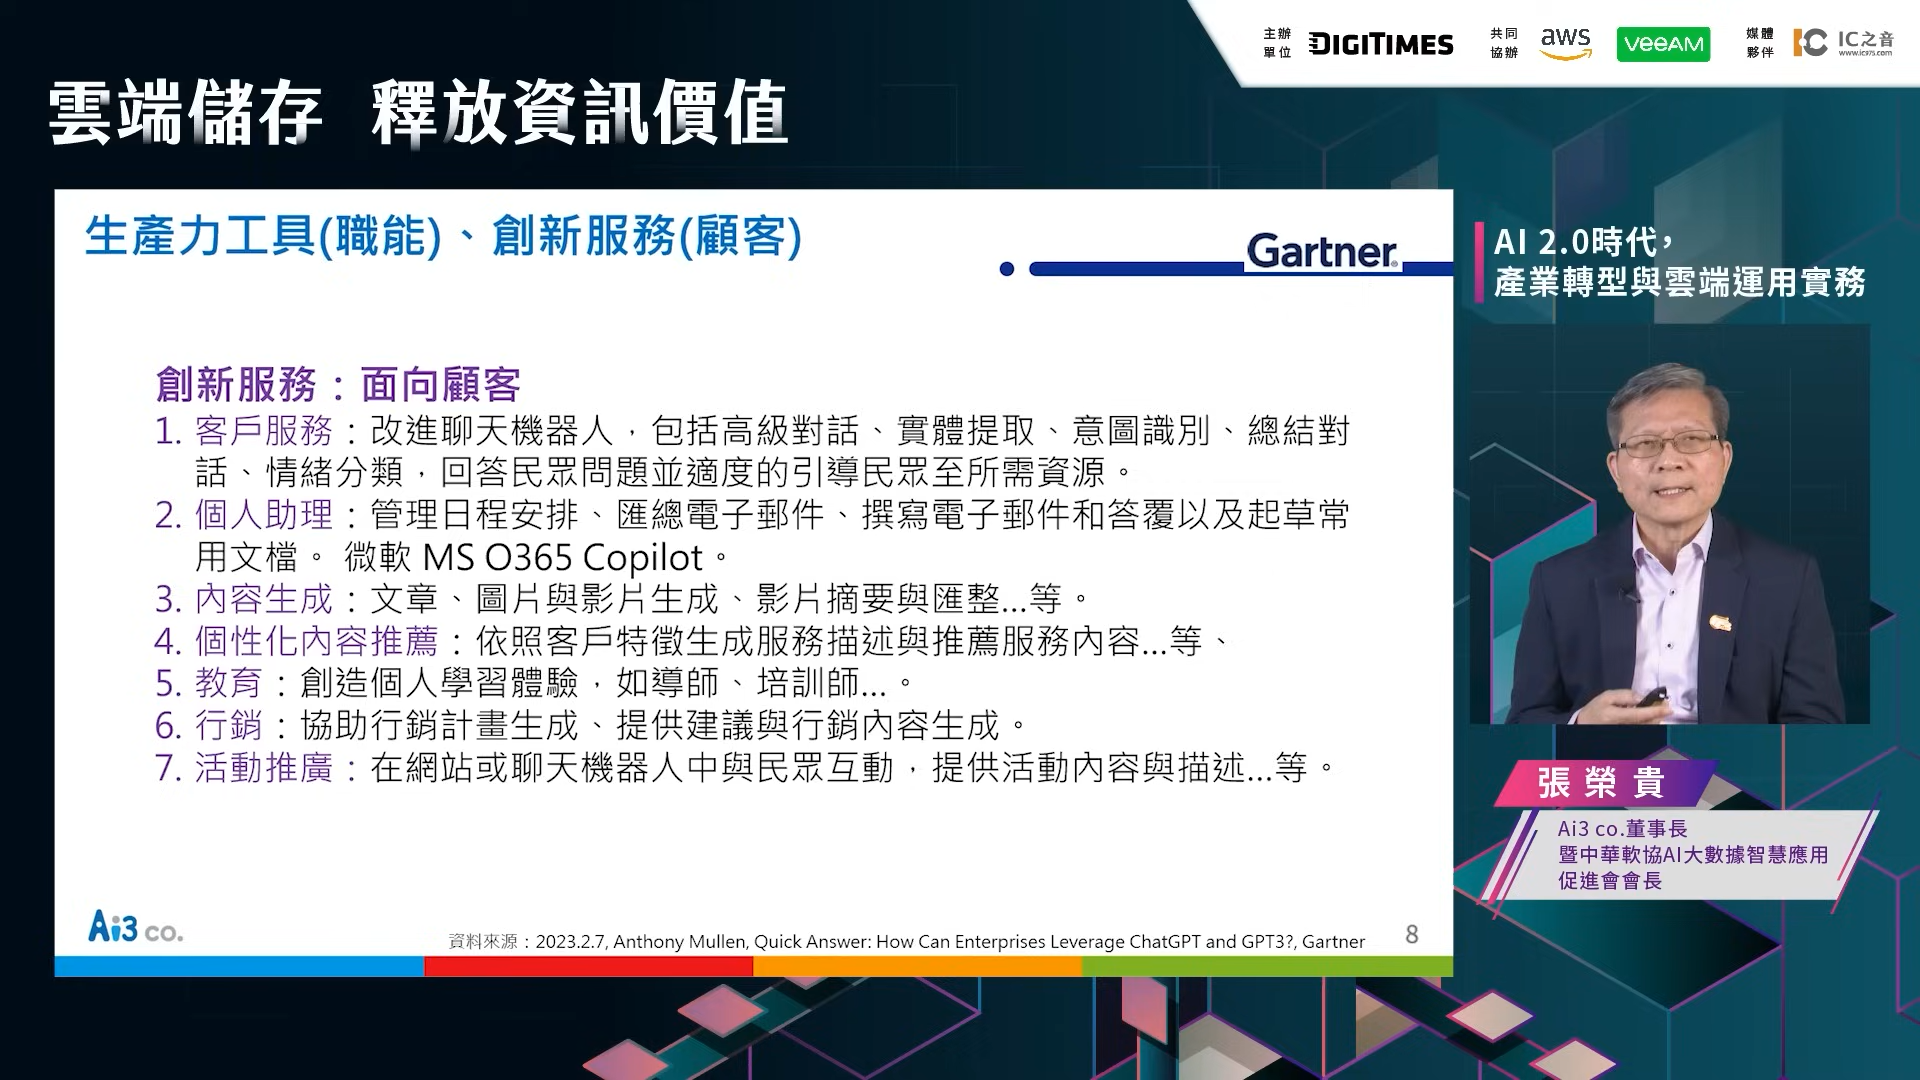 主辦單位
DIGITIMES
共同協辦
aws
veeAM
媒體夥伴
IC之音
www.ic975.com
雲端儲存 釋放資訊價值
生產力工具(職能)、創新服務(顧客)
Gartner®
創新服務：面向顧客
1. 客戶服務：改進聊天機器人，包括高級對話、實體提取、意圖識別、總結對
話、情緒分類，回答民眾問題並適度的引導民眾至所需資源。
2. 個人助理：管理日程安排、匯總電子郵件、撰寫電子郵件和答覆以及起草常
用文檔。 微軟 MS O365 Copilot。
3. 內容生成：文章、圖片與影片生成、影片摘要與匯整...等。
4. 個性化內容推薦：依照客戶特徵生成服務描述與推薦服務內容...等、
5. 教育：創造個人學習體驗，如導師、培訓師...。
6. 行銷：協助行銷計畫生成、提供建議與行銷內容生成。
7. 活動推廣：在網站或聊天機器人中與民眾互動，提供活動內容與描述...等。
Ai3 co.
資料來源：2023.2.7, Anthony Mullen, Quick Answer: How Can Enterprises Leverage ChatGPT and GPT3?, Gartner
8
AI 2.0時代，
產業轉型與雲端運用實務
張榮貴
Ai3 co.董事長
暨中華軟協AI大數據智慧應用
促進會會長